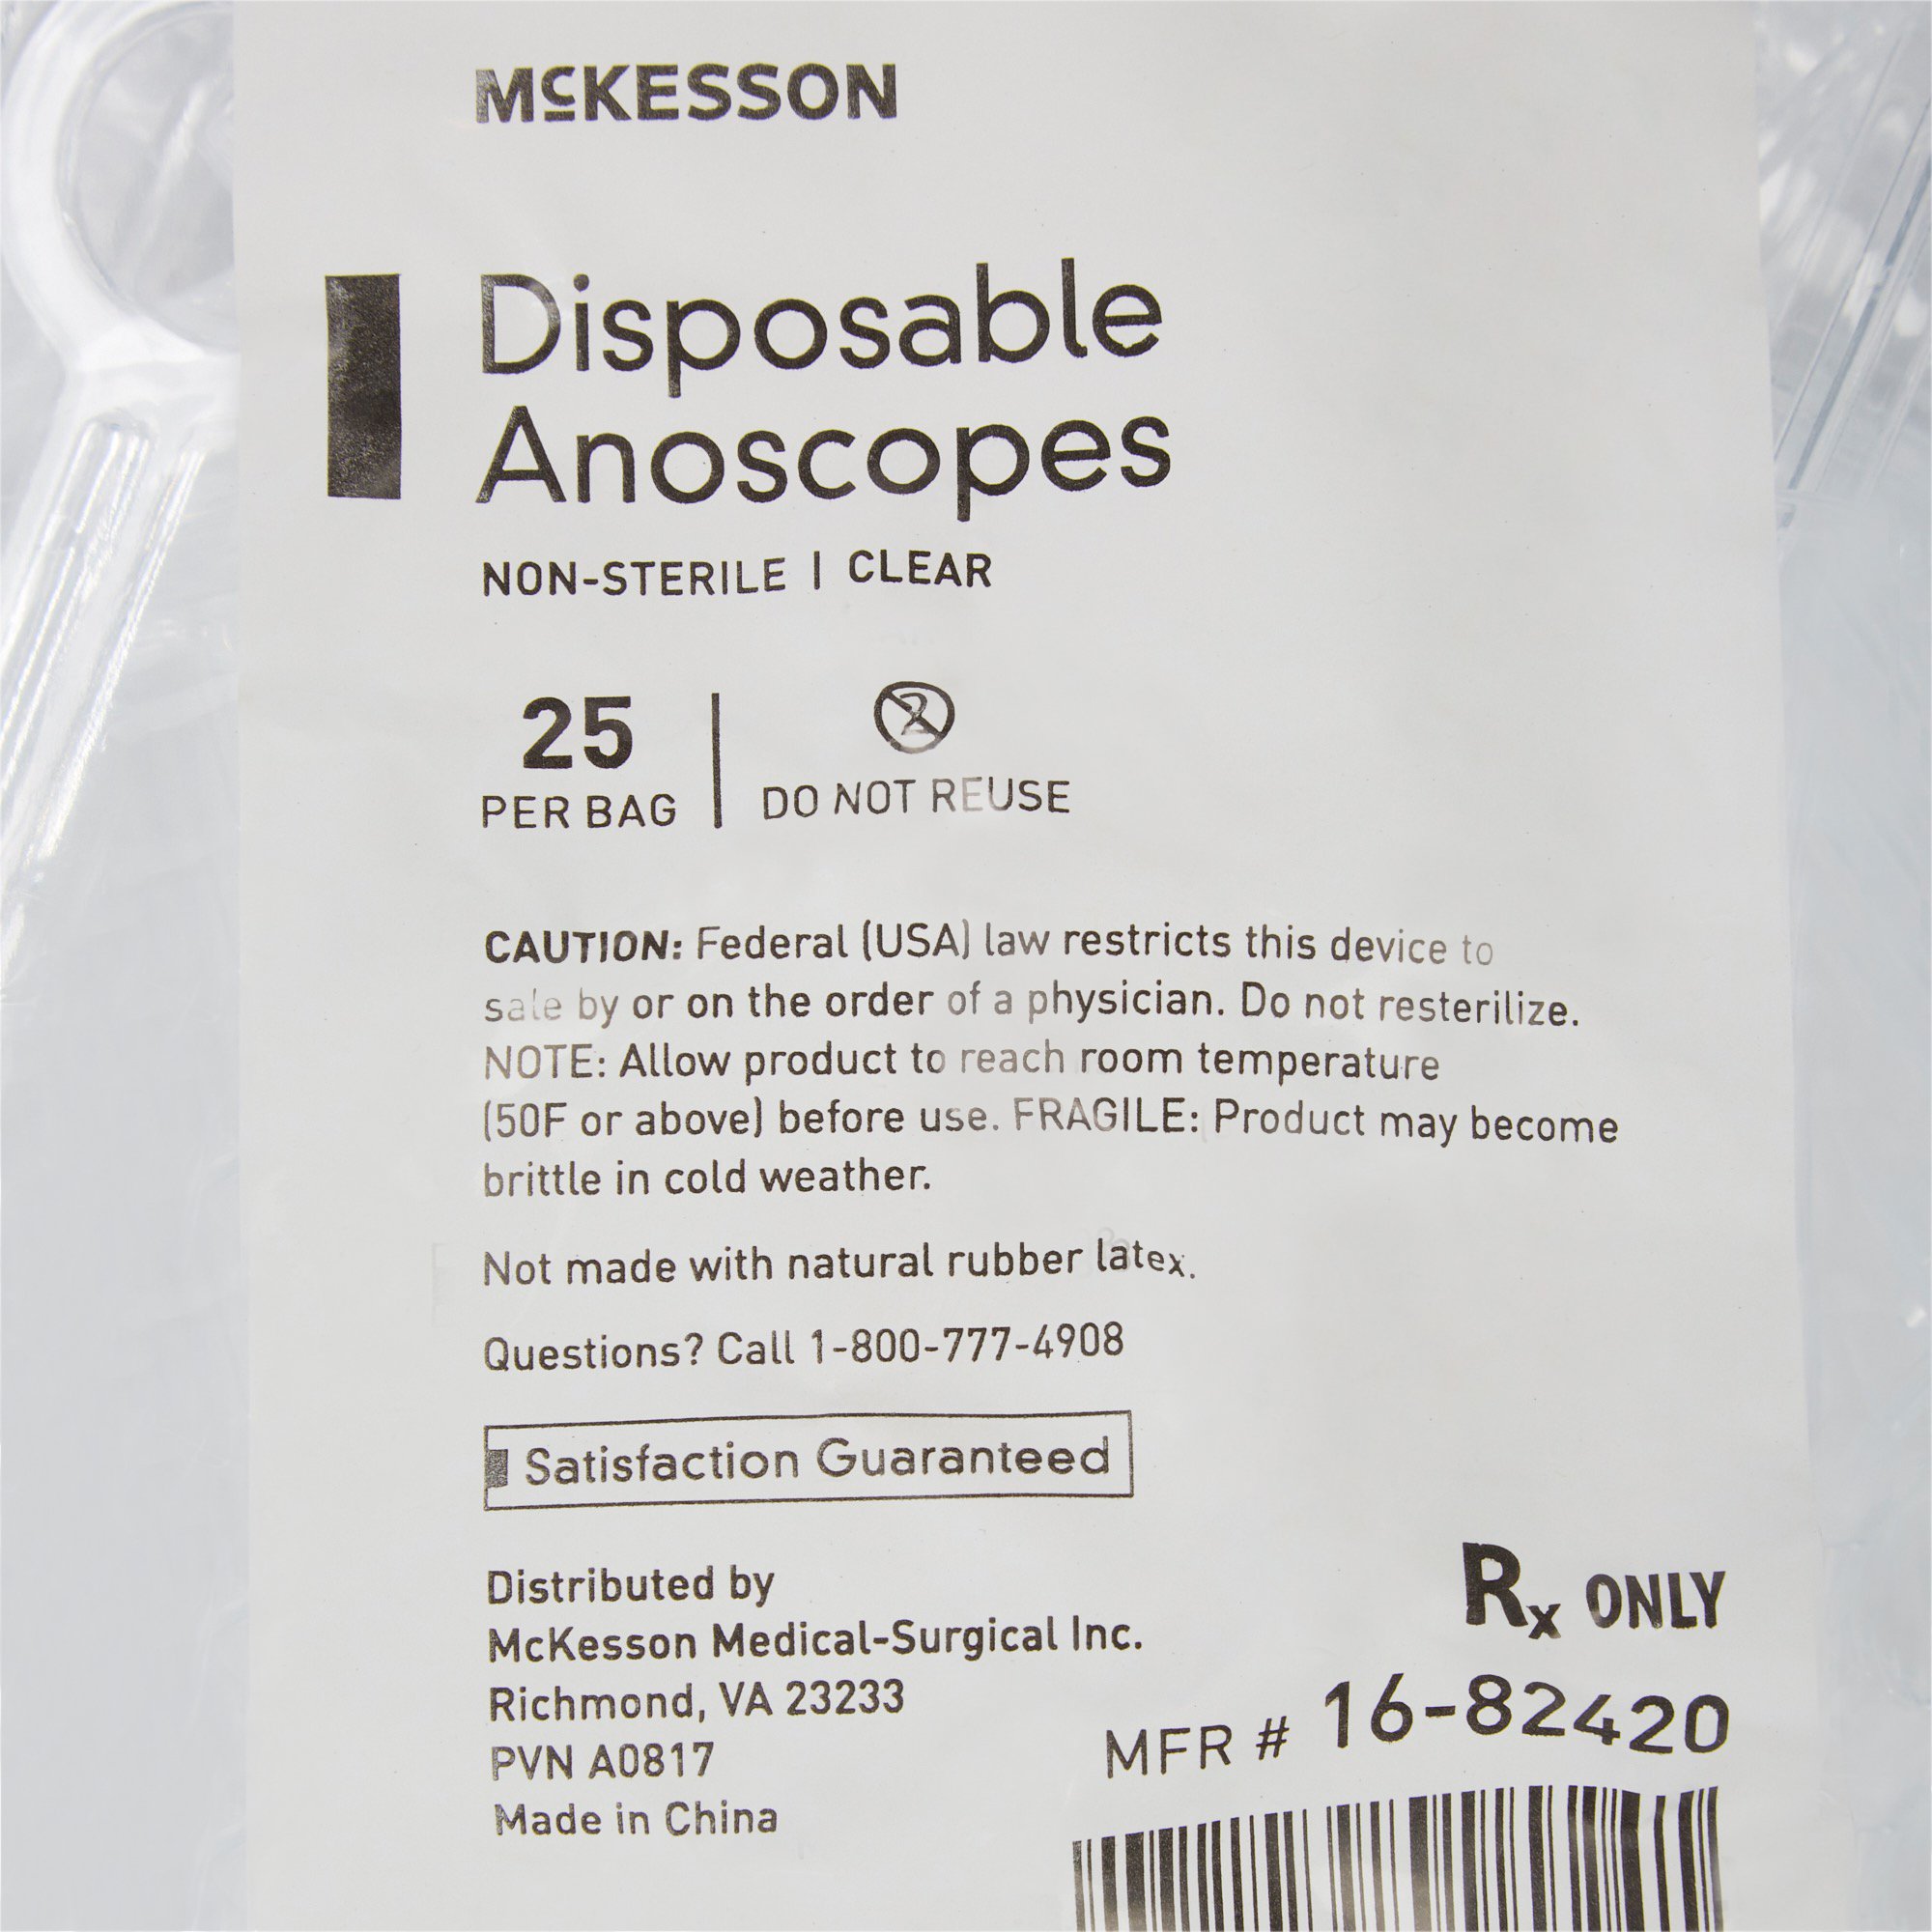 McKESSON
Disposable
Anoscopes
NON-STERILE | CLEAR
25
PER BAG
2
DO NOT REUSE
CAUTION: Federal (USA) law restricts this device to
sale by or on the order of a physician. Do not resterilize.
NOTE: Allow product to reach room temperature
(50F or above) before use. FRAGILE: Product may become
brittle in cold weather.
Not made with natural rubber latex.
Questions? Call 1-800-777-4908
Satisfaction Guaranteed
Distributed by
McKesson Medical-Surgical Inc.
Richmond, VA 23233
PVN A0817
Made in China
Rx ONLY
MFR # 16-82420